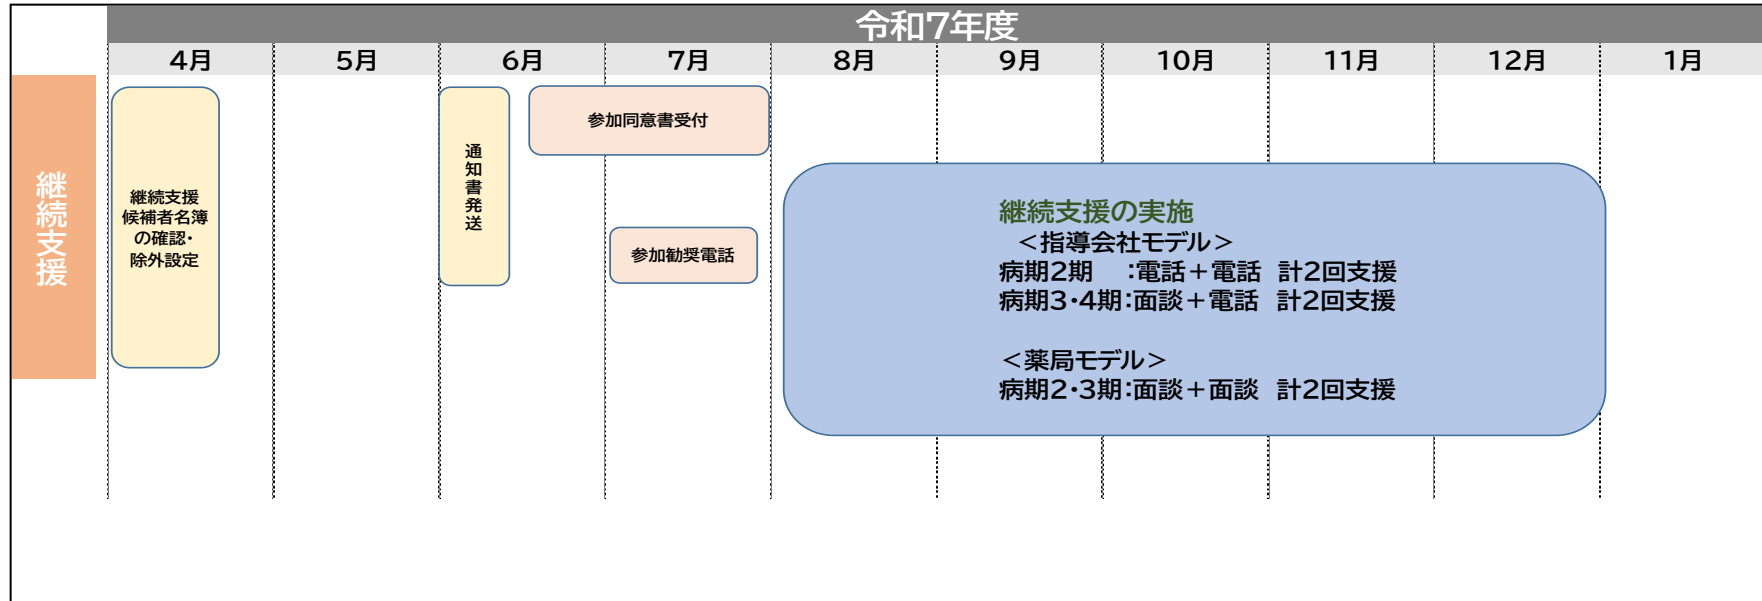 令和7年度
4月 5月 6月 7月 8月 9月 10月 11月 12月 1月
継続支援
継続支援
候補者名簿
の確認・
除外設定
通知書発送
参加同意書受付
参加勧奨電話
継続支援の実施
＜指導会社モデル＞
病期2期　：電話＋電話　計2回支援
病期3・4期：面談＋電話　計2回支援
＜薬局モデル＞
病期2・3期：面談＋面談　計2回支援